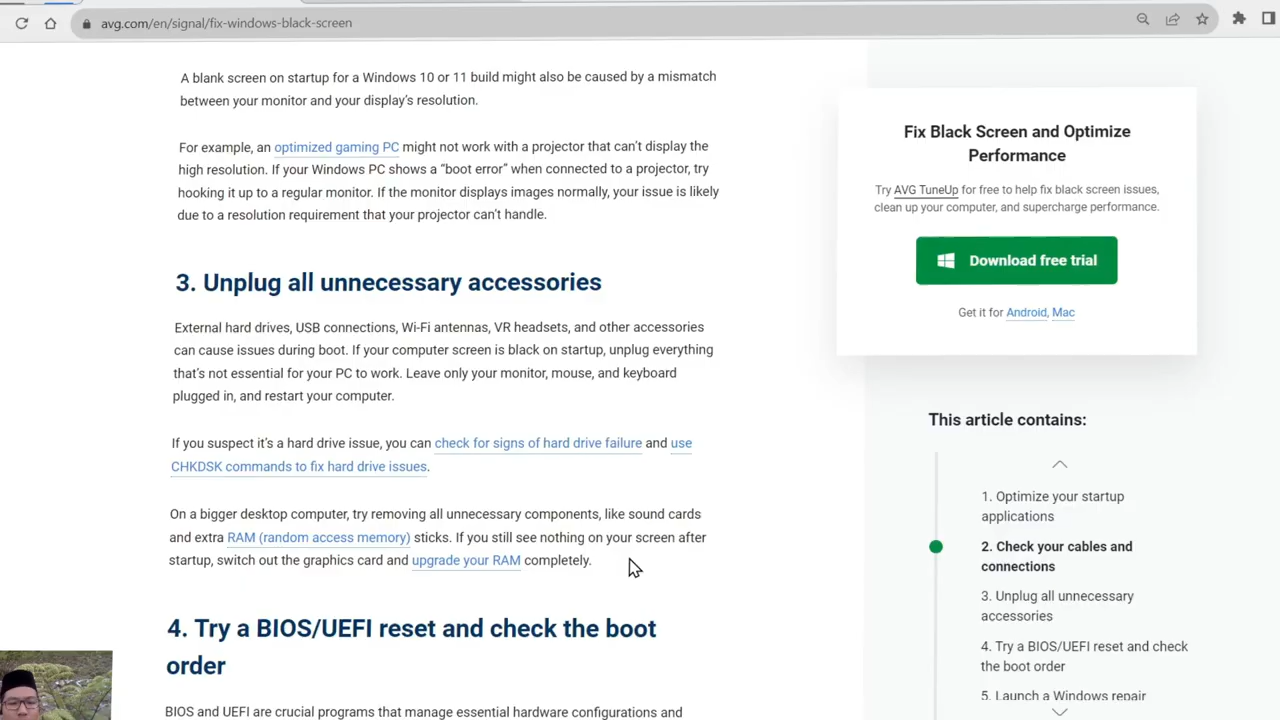 avg.com/en/signal/fix-windows-black-screen
A blank screen on startup for a Windows 10 or 11 build might also be caused by a mismatch
between your monitor and your display's resolution.
For example, an optimized gaming PC might not work with a projector that can't display the
high resolution. If your Windows PC shows a “boot error” when connected to a projector, try
hooking it up to a regular monitor. If the monitor displays images normally, your issue is likely
due to a resolution requirement that your projector can't handle.
3. Unplug all unnecessary accessories
External hard drives, USB connections, Wi-Fi antennas, VR headsets, and other accessories
can cause issues during boot. If your computer screen is black on startup, unplug everything
that's not essential for your PC to work. Leave only your monitor, mouse, and keyboard
plugged in, and restart your computer.
If you suspect it's a hard drive issue, you can check for signs of hard drive failure and use
CHKDSK commands to fix hard drive issues.
On a bigger desktop computer, try removing all unnecessary components, like sound cards
and extra RAM (random access memory) sticks. If you still see nothing on your screen after
startup, switch out the graphics card and upgrade your RAM completely.
4. Try a BIOS/UEFI reset and check the boot
order
BIOS and UEFI are crucial programs that manage essential hardware configurations and
Fix Black Screen and Optimize
Performance
Try AVG TuneUp for free to help fix black screen issues,
clean up your computer, and supercharge performance.
Download free trial
Get it for Android, Mac
This article contains:
1. Optimize your startup
applications
2. Check your cables and
connections
3. Unplug all unnecessary
accessories
4. Try a BIOS/UEFI reset and check
the boot order
5. Launch a Windows repair